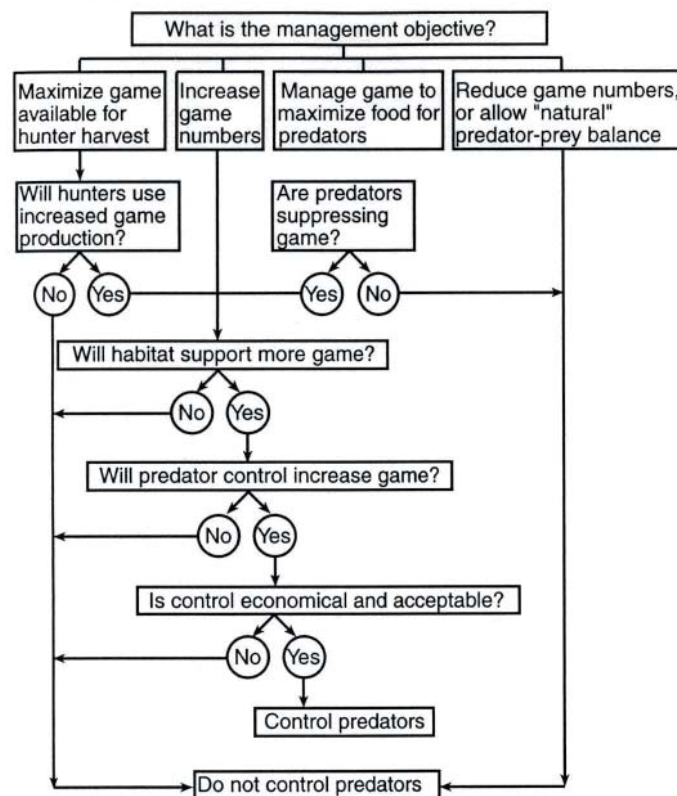 What is the management objective?
Maximize game
available for
hunter harvest
Increase
game
numbers
Manage game to
maximize food for
predators
Reduce game numbers,
or allow "natural"
predator-prey balance
Will hunters use
increased game
production?
Are predators
suppressing
game?
No
Yes
Yes
No
Will habitat support more game?
No
Yes
Will predator control increase game?
No
Yes
Is control economical and acceptable?
No
Yes
Control predators
Do not control predators